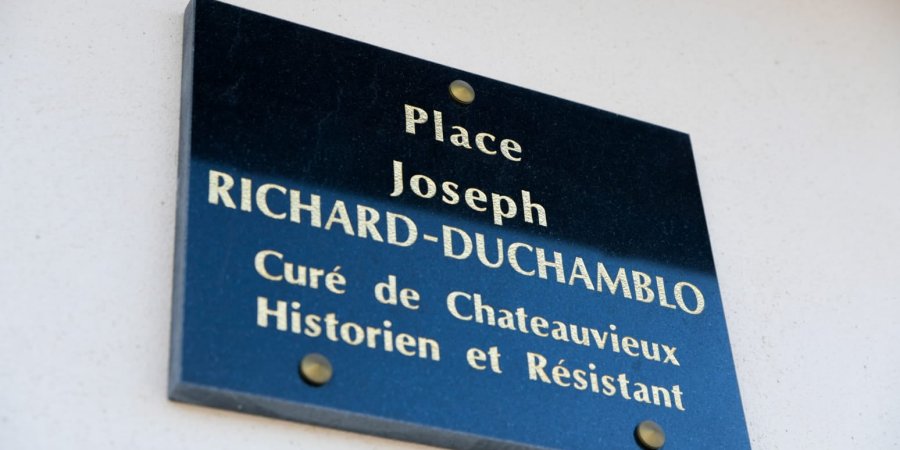 Place
Joseph
RICHARD-DUCHAMBLO
Curé de Chateauvieux
Historien et Résistant